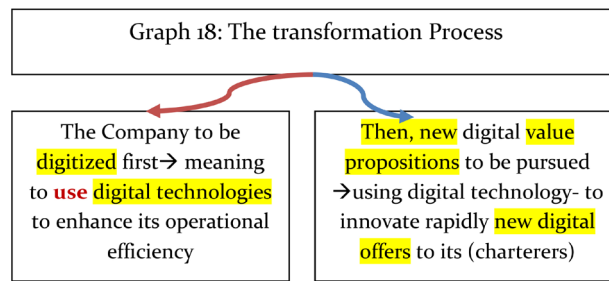 Graph 18: The transformation Process
The Company to be
digitized first→ meaning
to use digital technologies
to enhance its operational
efficiency
Then, new digital value
propositions to be pursued
→using digital technology- to
innovate rapidly new digital
offers to its (charterers)